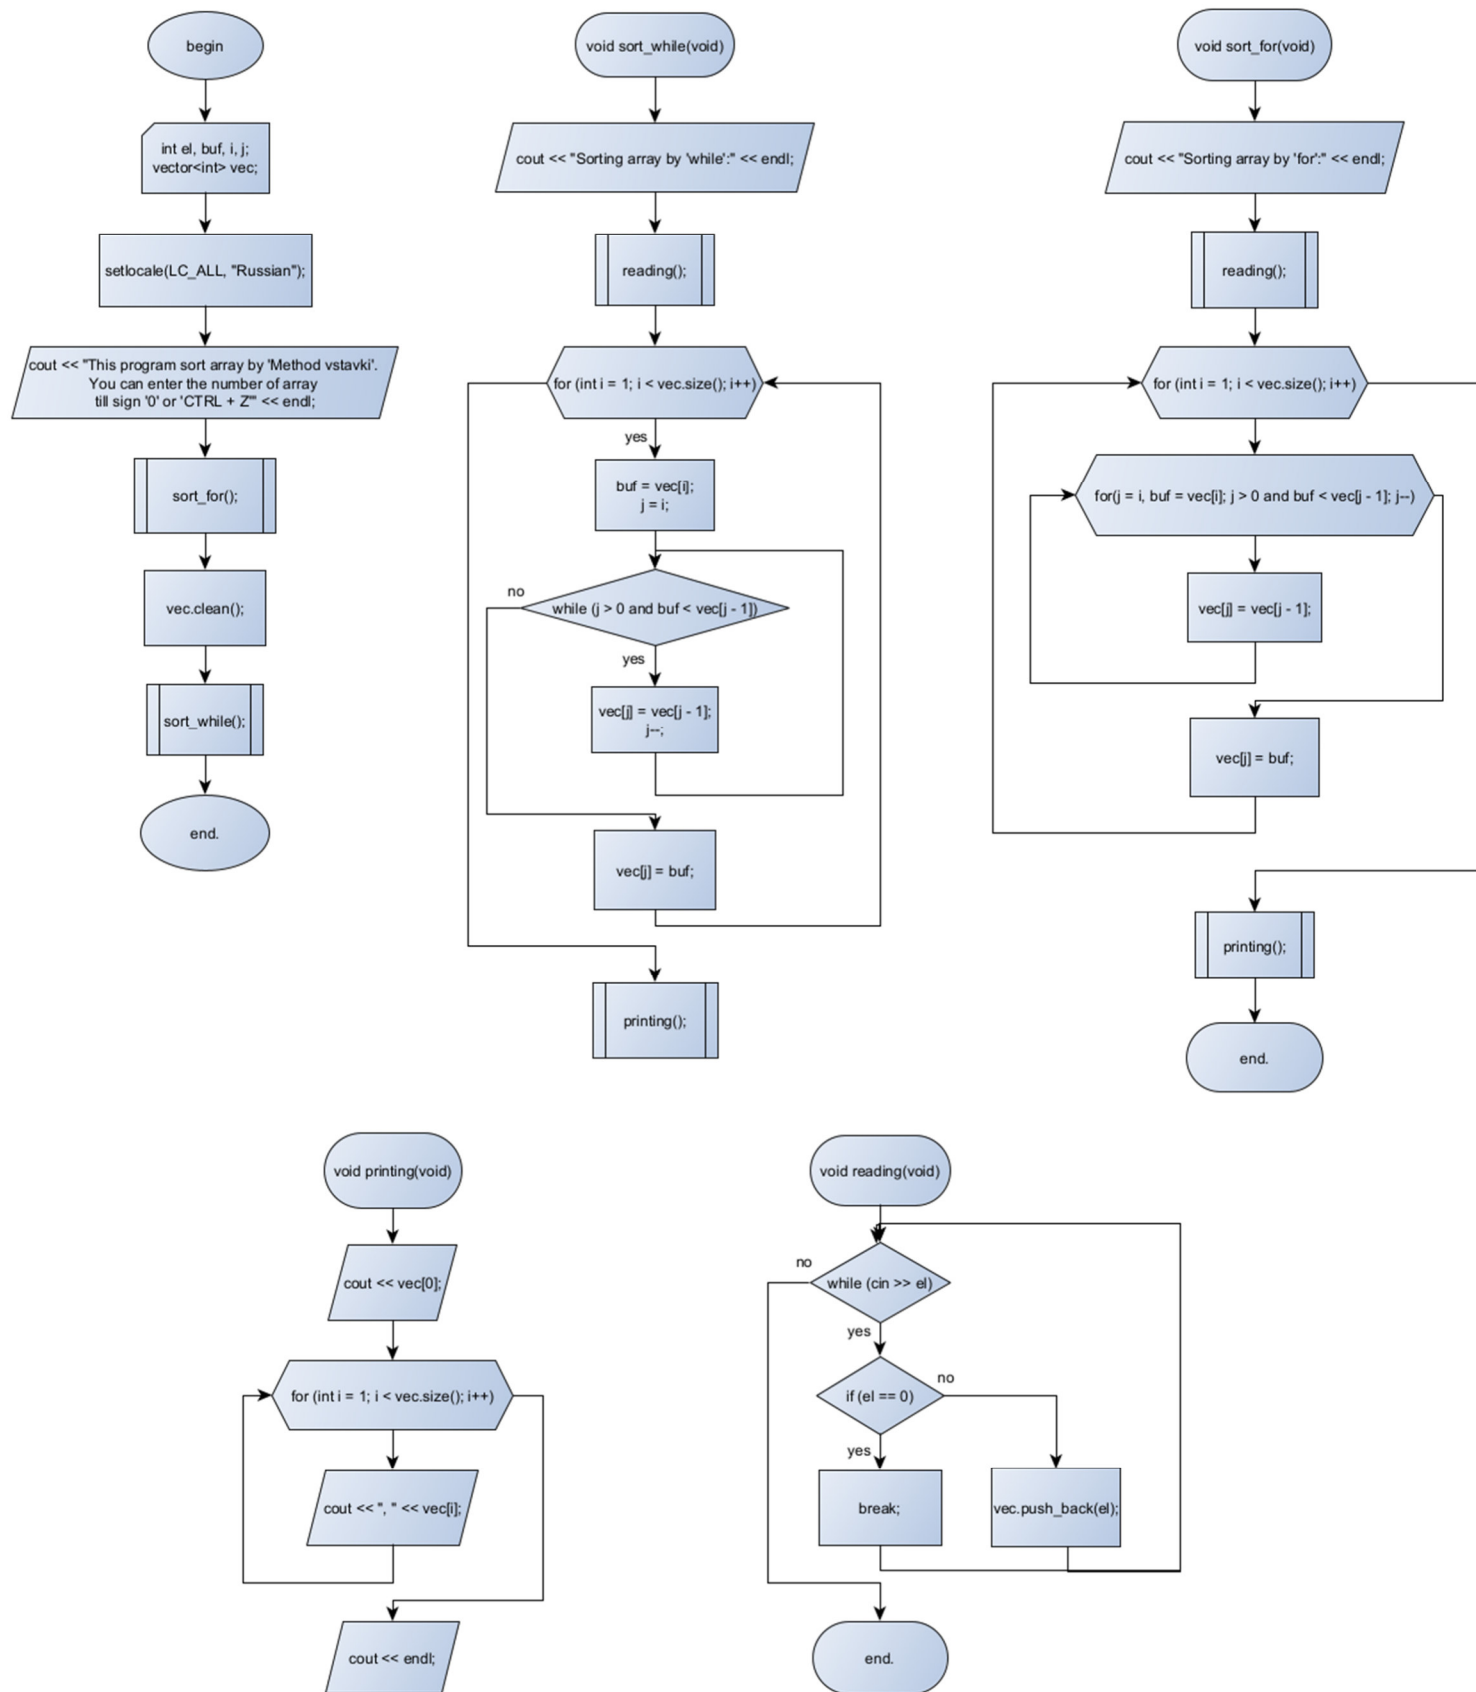 begin
int el, buf, i, j;
vector<int> vec;
setlocale(LC_ALL, "Russian");
cout << "This program sort array by 'Method vstavki'.
You can enter the number of array
till sign '0' or 'CTRL + Z'" << endl;
sort_for();
vec.clean();
sort_while();
end.
void sort_while(void)
cout << "Sorting array by 'while':" << endl;
reading();
for (int i = 1; i < vec.size(); i++)
yes
buf = vec[i];
j = i;
no
while (j > 0 and buf < vec[j - 1])
yes
vec[j] = vec[j - 1];
j--;
vec[j] = buf;
printing();
void sort_for(void)
cout << "Sorting array by 'for':" << endl;
reading();
for (int i = 1; i < vec.size(); i++)
for(j = i, buf = vec[i]; j > 0 and buf < vec[j - 1]; j--)
vec[j] = vec[j - 1];
vec[j] = buf;
printing();
end.
void printing(void)
cout << vec[0];
for (int i = 1; i < vec.size(); i++)
cout << ", " << vec[i];
cout << endl;
void reading(void)
no
while (cin >> el)
yes
no
if (el == 0)
yes
break;
vec.push_back(el);
end.